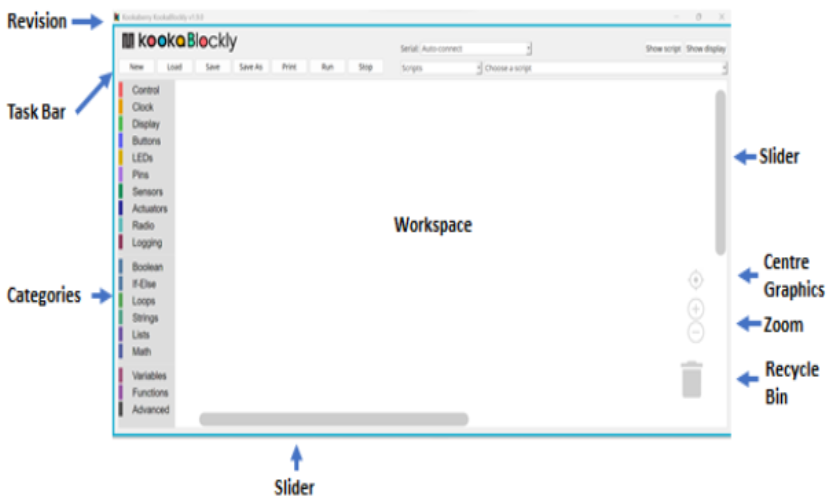 Revision
Kookaberry KookaBlockly v1.9.0
kookaBlockly
Serial: Auto-connect
Show script Show display
New Load Save Save As Print Run Stop Scripts Choose a script
Task Bar
Control
Clock
Display
Buttons
LEDs
Pins
Sensors
Actuators
Radio
Logging
Boolean
If-Else
Loops
Strings
Lists
Math
Variables
Functions
Advanced
Categories
Workspace
Slider
Centre
Graphics
Zoom
Recycle
Bin
Slider